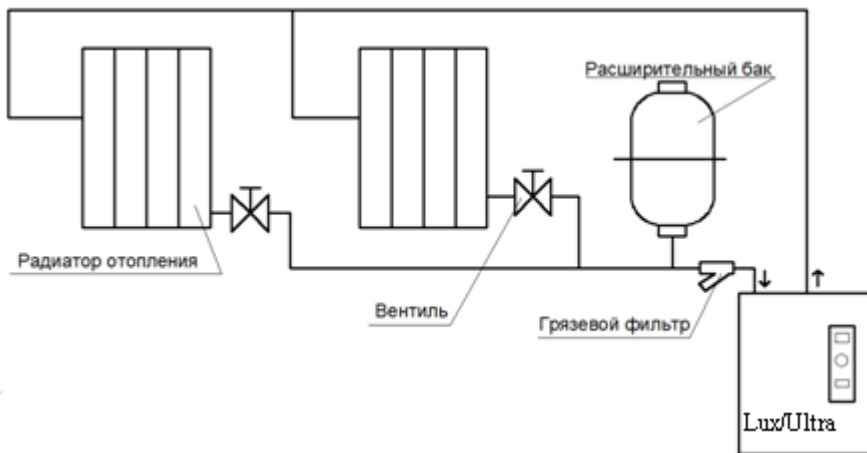 Расширительный бак
Радиатор отопления
Вентиль
Грязевой фильтр
Lux/Ultra